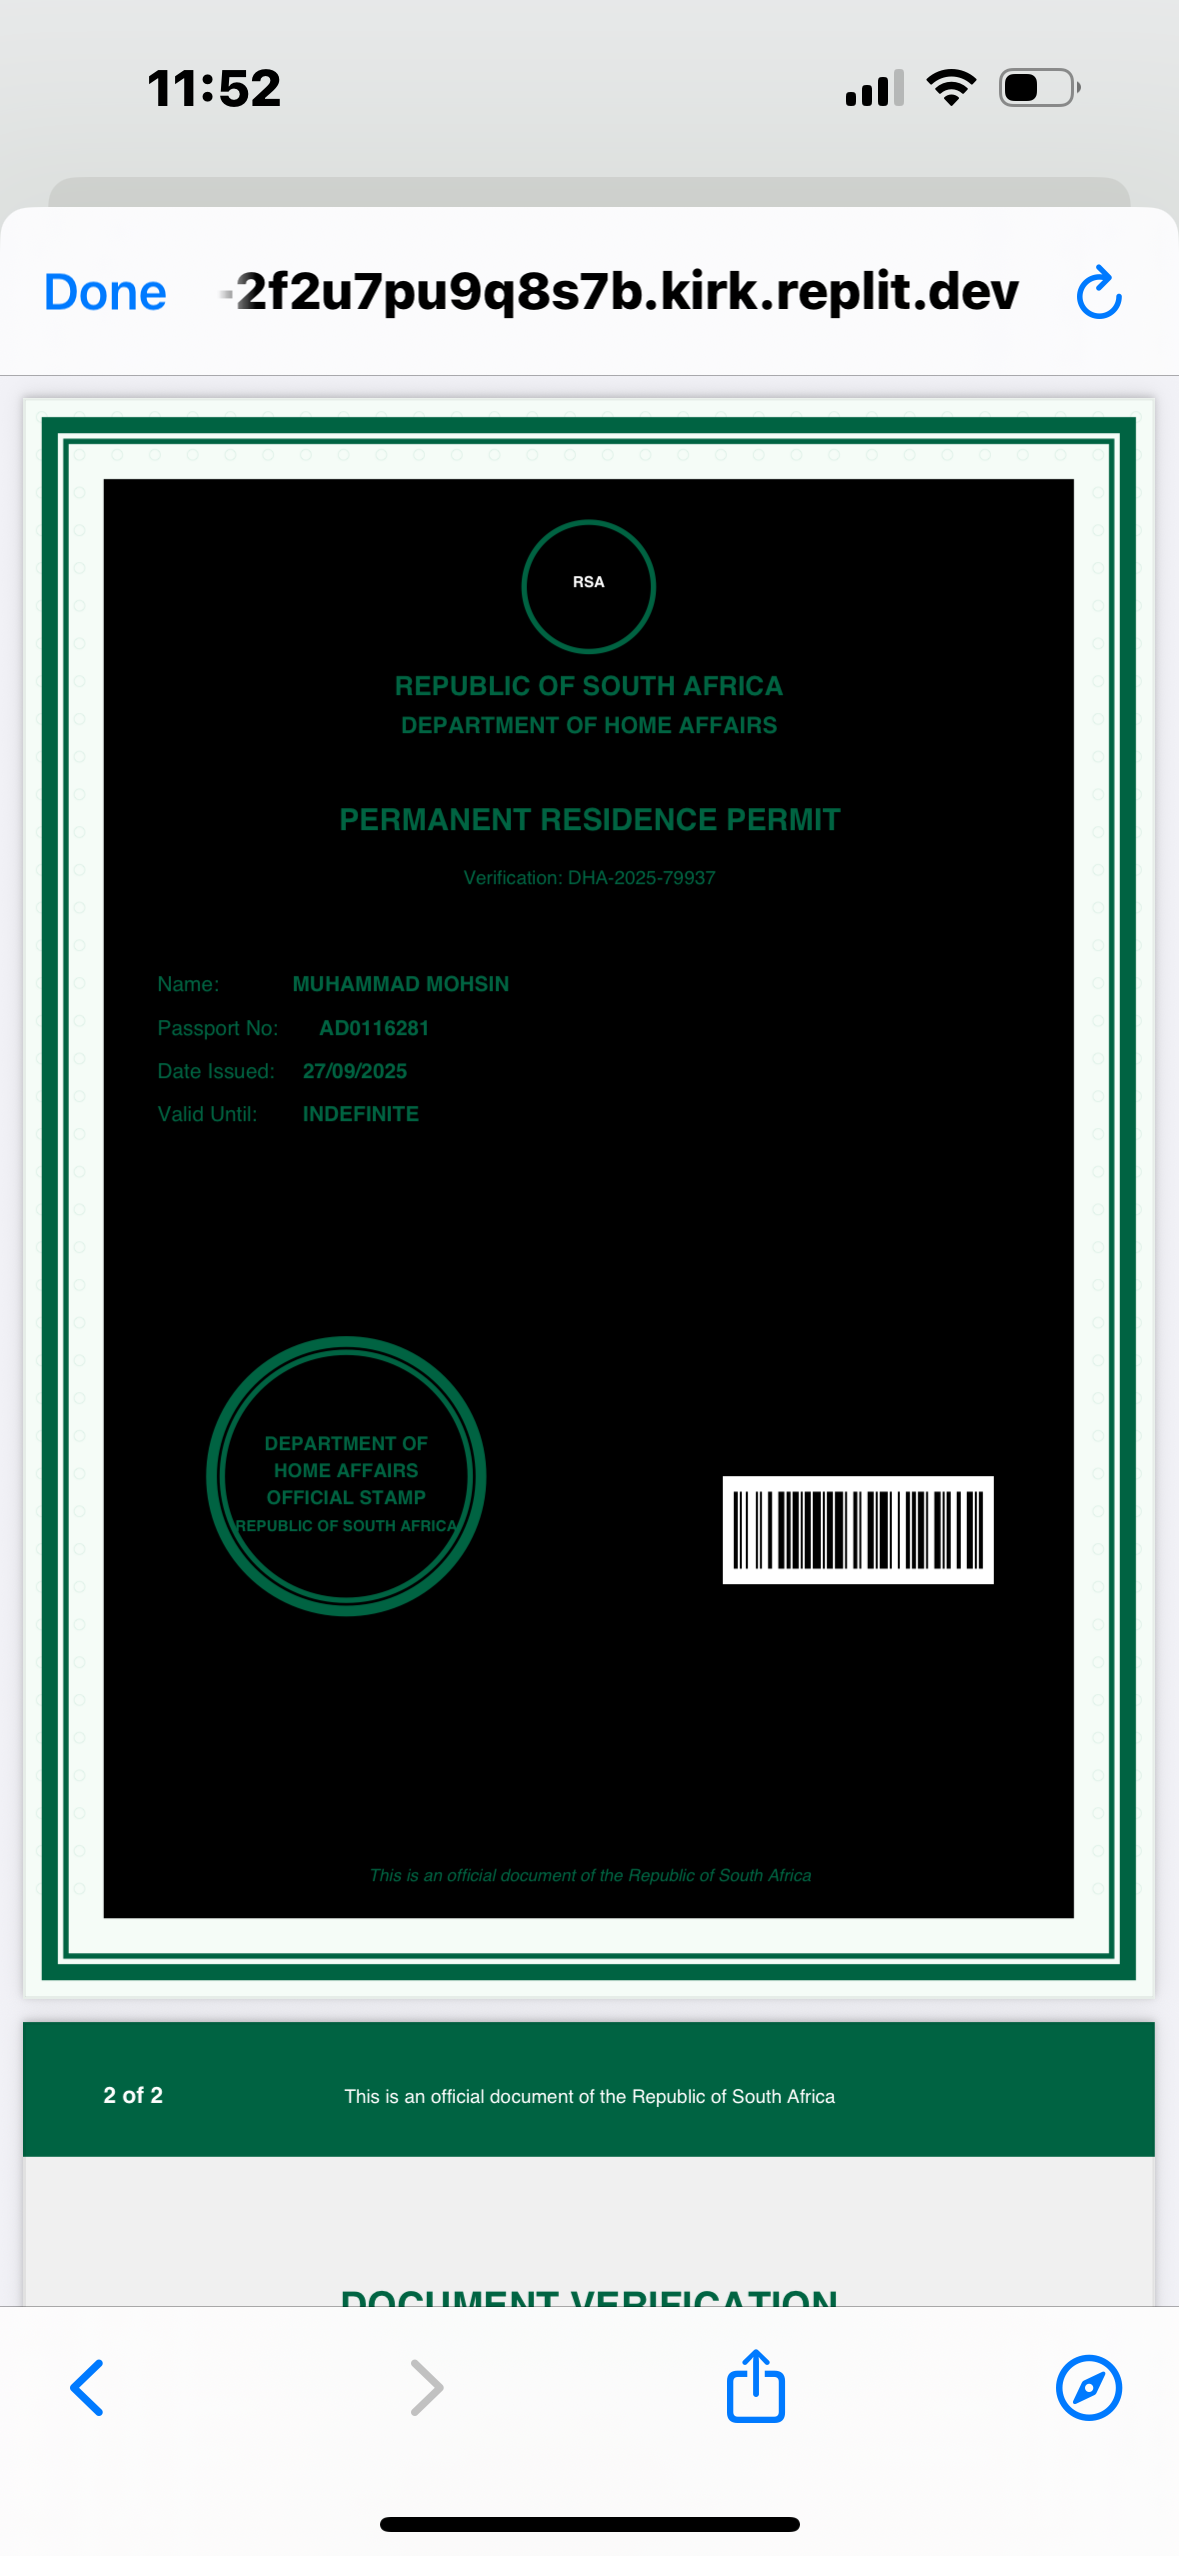 11:52
Done
-2f2u7pu9q8s7b.kirk.replit.dev
RSA
REPUBLIC OF SOUTH AFRICA
DEPARTMENT OF HOME AFFAIRS
PERMANENT RESIDENCE PERMIT
Verification: DHA-2025-79937
Name: MUHAMMAD MOHSIN
Passport No: AD0116281
Date Issued: 27/09/2025
Valid Until: INDEFINITE
DEPARTMENT OF
HOME AFFAIRS
OFFICIAL STAMP
REPUBLIC OF SOUTH AFRICA
This is an official document of the Republic of South Africa
2 of 2
This is an official document of the Republic of South Africa
DOCUMENT VERIFICATION